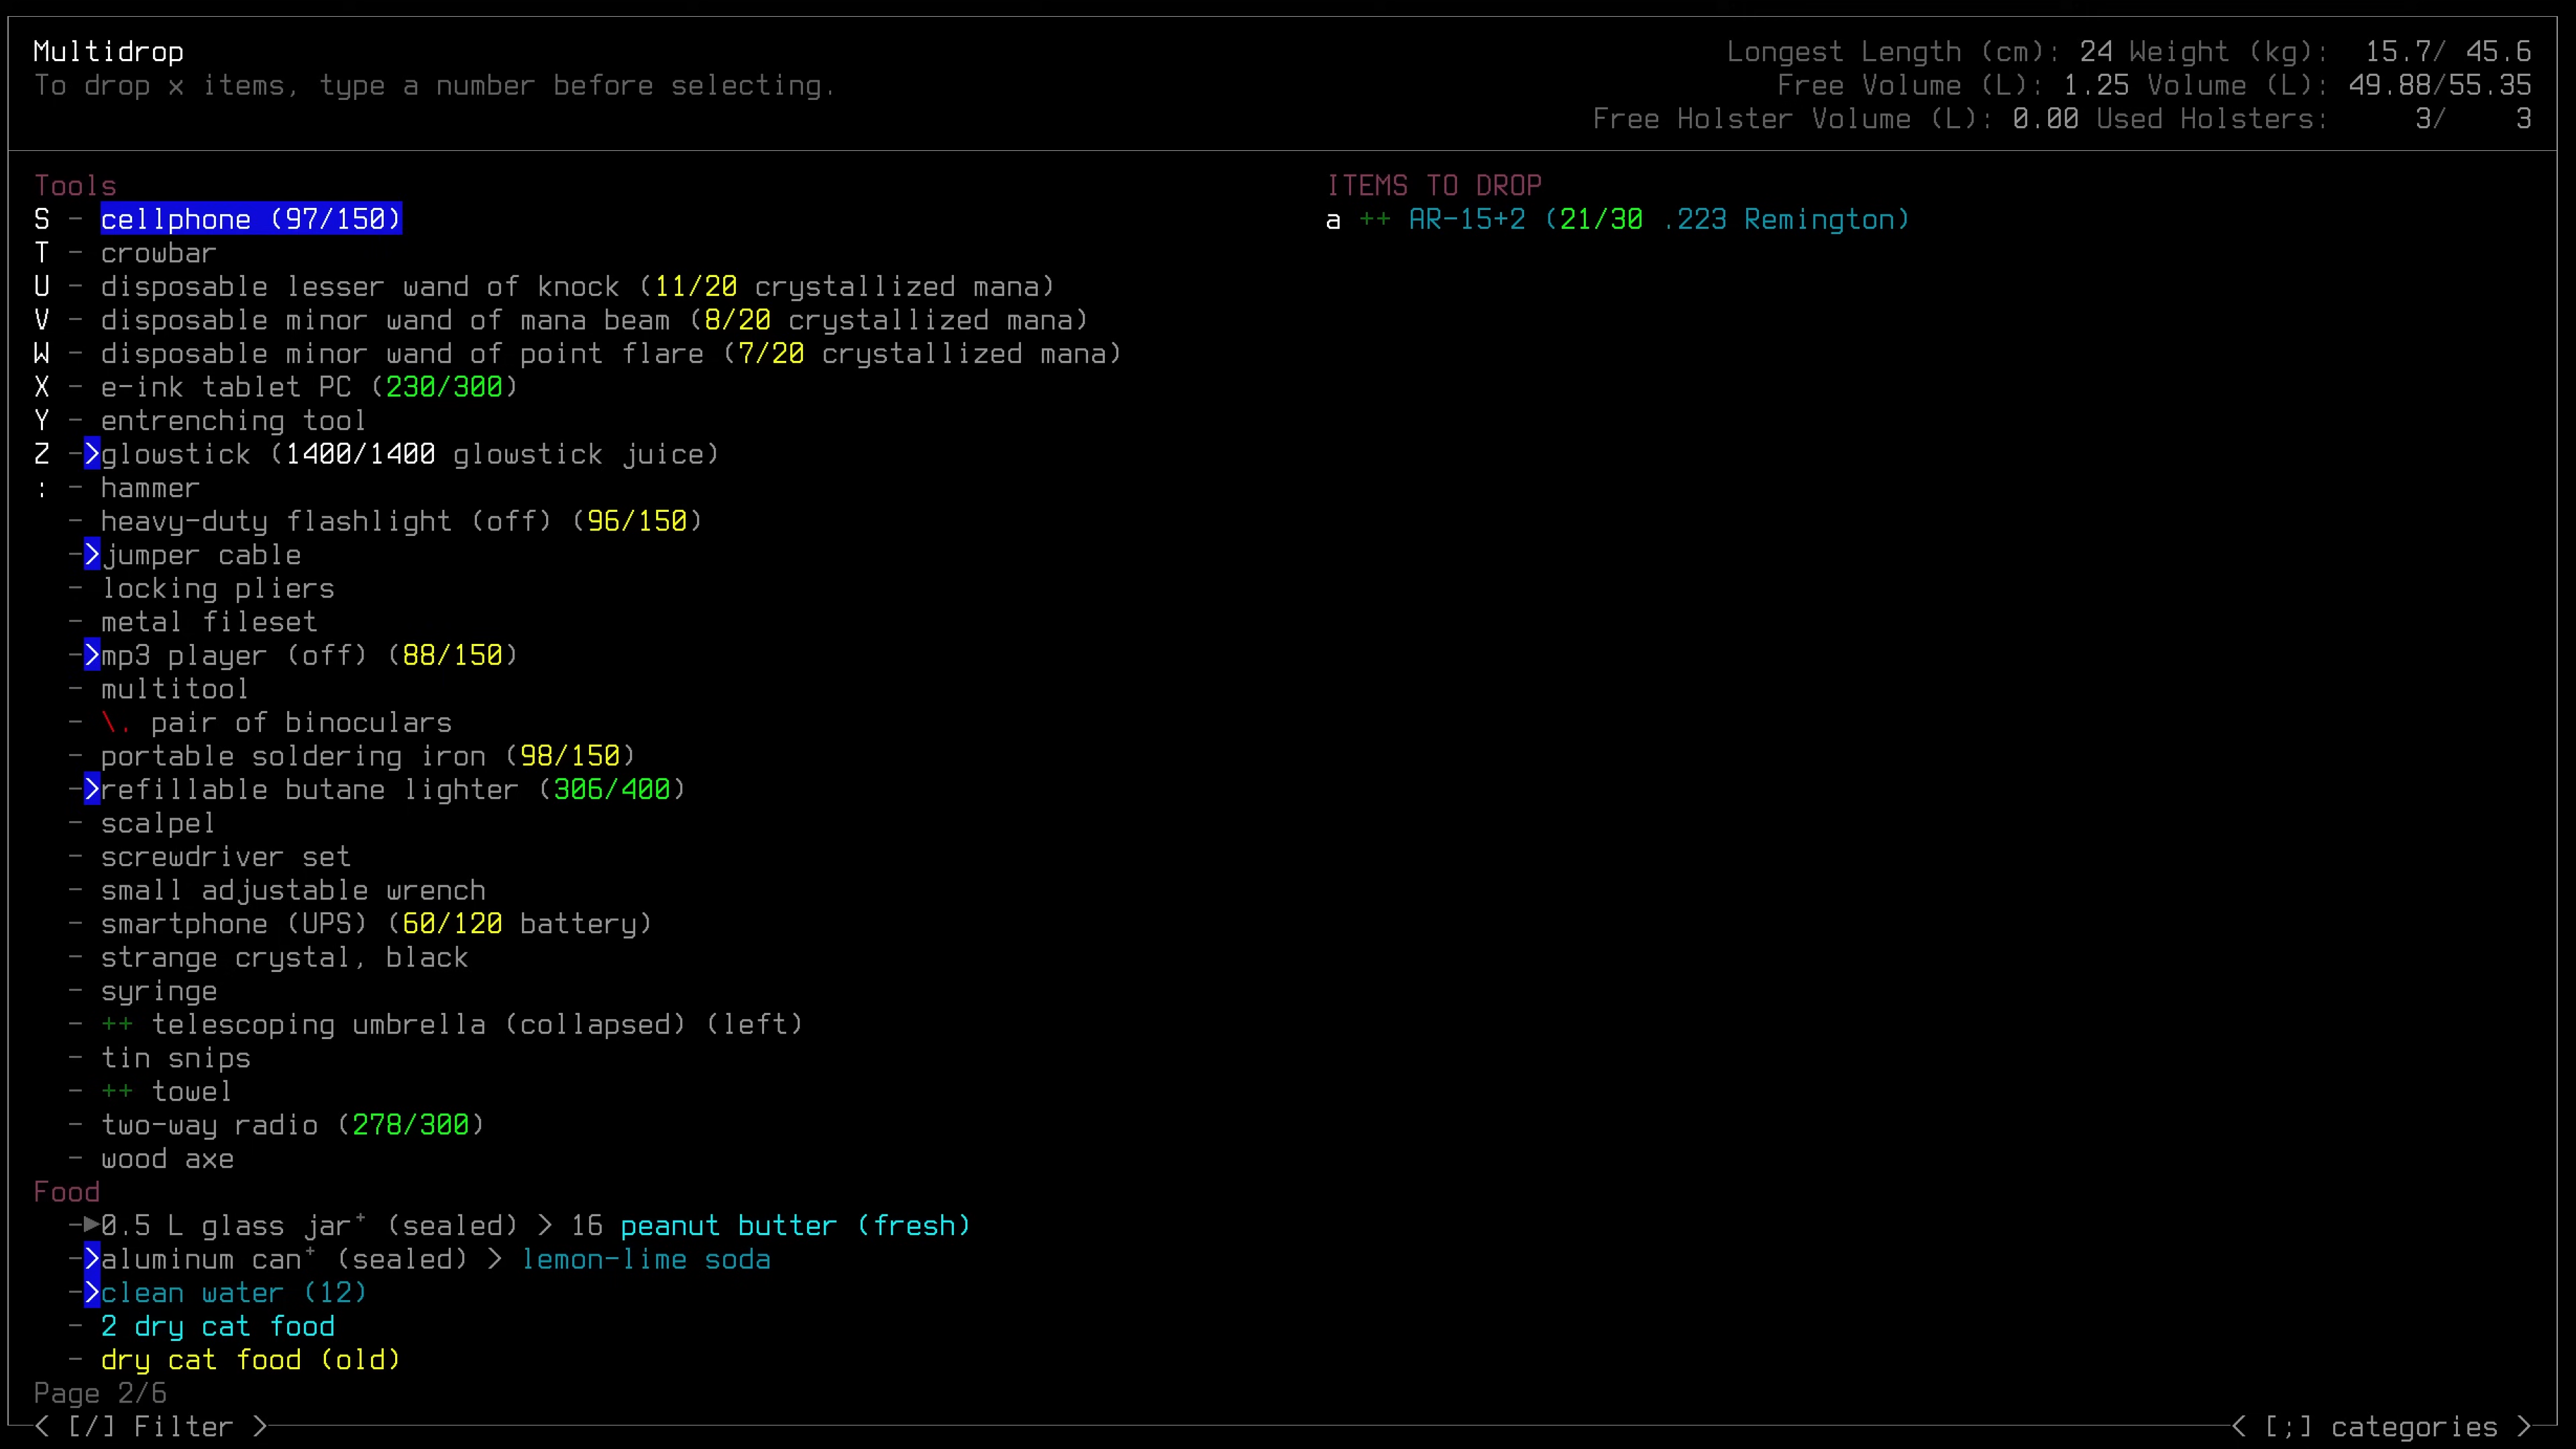 Multidrop
To drop x items, type a number before selecting.
Longest Length (cm): 24 Weight (kg): 15.7/ 45.6
Free Volume (L): 1.25 Volume (L): 49.88/55.35
Free Holster Volume (L): 0.00 Used Holsters: 3/ 3
Tools
S - cellphone (97/150)
T - crowbar
U - disposable lesser wand of knock (11/20 crystallized mana)
V - disposable minor wand of mana beam (8/20 crystallized mana)
W - disposable minor wand of point flare (7/20 crystallized mana)
X - e-ink tablet PC (230/300)
Y - entrenching tool
Z ->glowstick (1400/1400 glowstick juice)
: - hammer
- heavy-duty flashlight (off) (96/150)
->jumper cable
- locking pliers
- metal fileset
->mp3 player (off) (88/150)
- multitool
- \. pair of binoculars
- portable soldering iron (98/150)
->refillable butane lighter (306/400)
- scalpel
- screwdriver set
- small adjustable wrench
- smartphone (UPS) (60/120 battery)
- strange crystal, black
- syringe
- ++ telescoping umbrella (collapsed) (left)
- tin snips
- ++ towel
- two-way radio (278/300)
- wood axe
Food
-▶0.5 L glass jar⁺ (sealed) > 16 peanut butter (fresh)
->aluminum can⁺ (sealed) > lemon-lime soda
->clean water (12)
- 2 dry cat food
- dry cat food (old)
Page 2/6
< [/] Filter >
ITEMS TO DROP
a ++ AR-15+2 (21/30 .223 Remington)
< [;] categories >